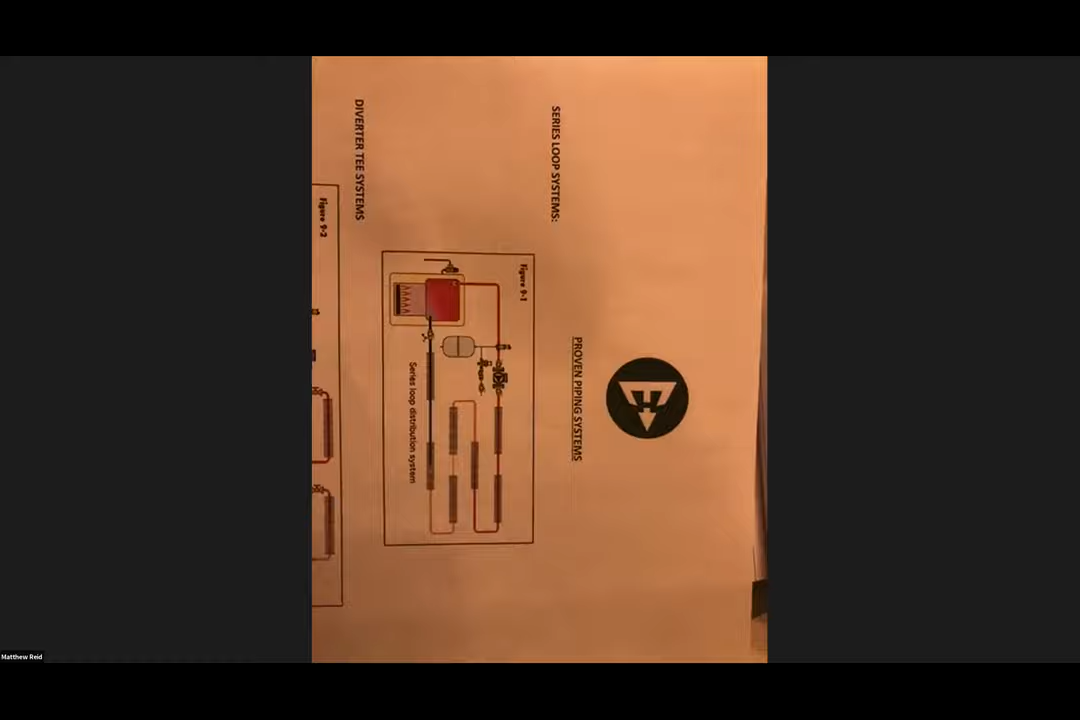 PROVEN PIPING SYSTEMS
SERIES LOOP SYSTEMS:
Figure 9-1
Series loop distribution system
DIVERTER TEE SYSTEMS
Figure 9-2
Matthew Reid